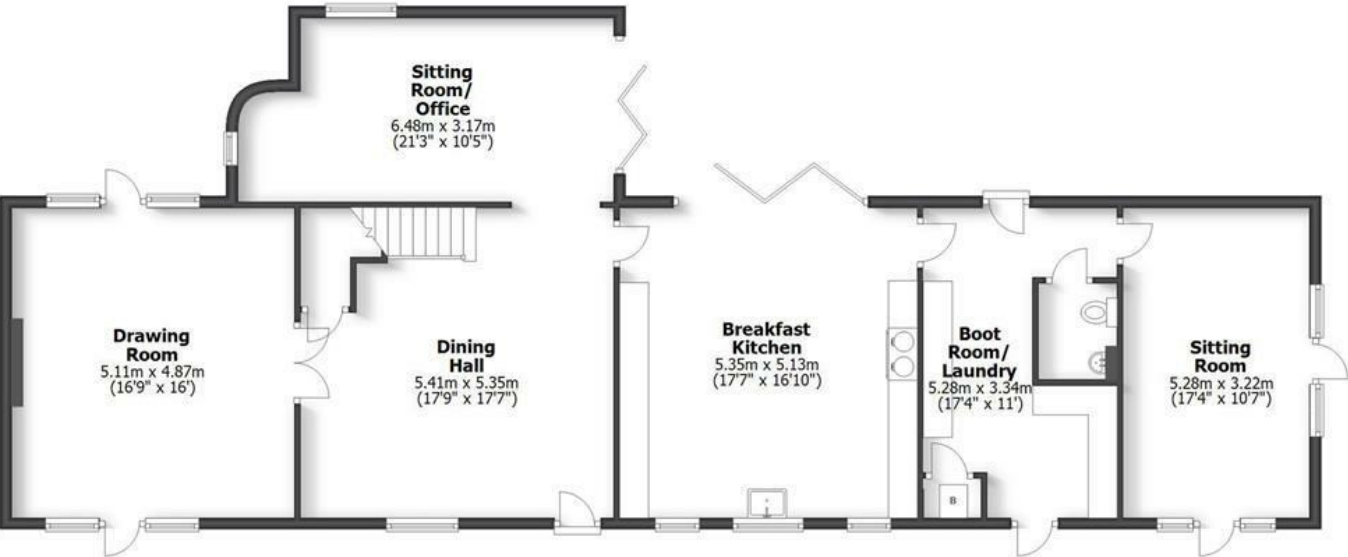 Sitting
Room/
Office
6.48m x 3.17m
(21'3" x 10'5")
Drawing
Room
5.11m x 4.87m
(16'9" x 16')
Dining
Hall
5.41m x 5.35m
(17'9" x 17'7")
Breakfast
Kitchen
5.35m x 5.13m
(17'7" x 16'10")
Boot
Room/
Laundry
5.28m x 3.34m
(17'4" x 11')
B
Sitting
Room
5.28m x 3.22m
(17'4" x 10'7")